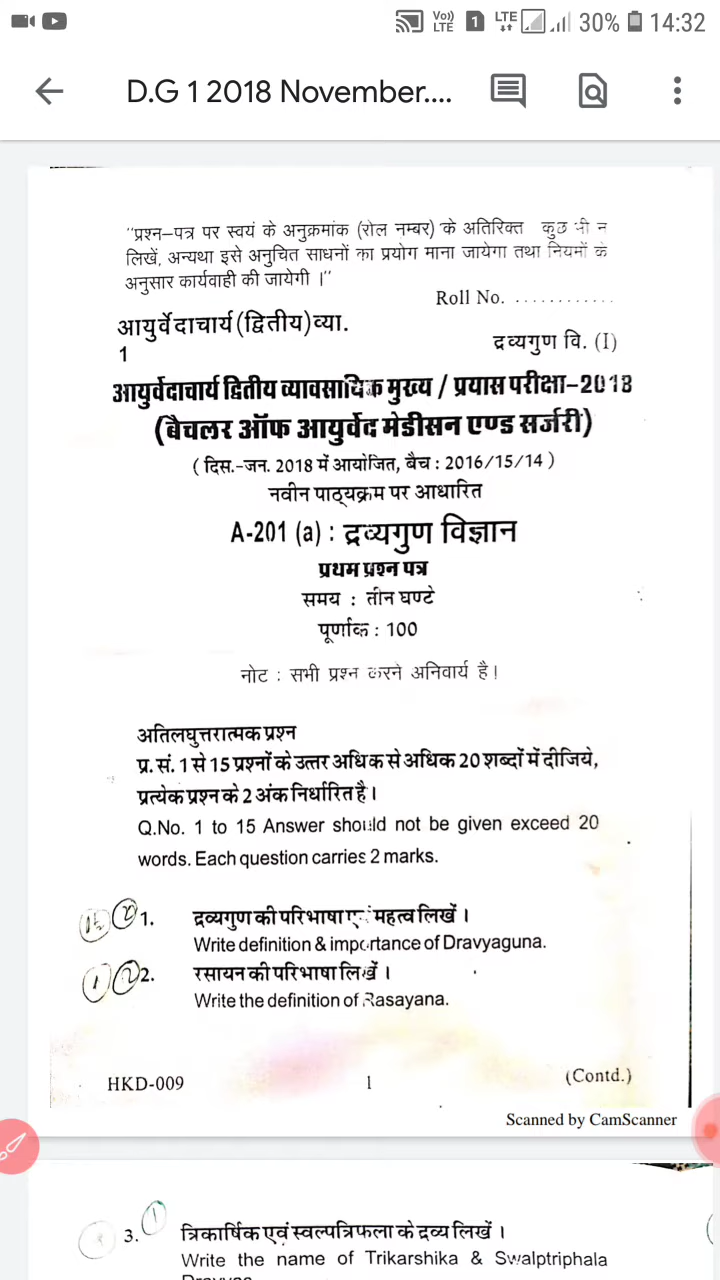 Vo)) LTE 1 LTE 30% 14:32
D.G 1 2018 November....
"प्रश्न–पत्र पर स्वयं के अनुक्रमांक (रोल नम्बर) के अतिरिक्त कुछ भी न
लिखें, अन्यथा इसे अनुचित साधनों का प्रयोग माना जायेगा तथा नियमों के
अनुसार कार्यवाही की जायेगी ।"
Roll No. ............
आयुर्वेदाचार्य (द्वितीय) व्या.
1
द्रव्यगुण वि. (I)
आयुर्वेदाचार्य द्वितीय व्यावसायिक मुख्य / प्रयास परीक्षा–2018
(बैचलर ऑफ आयुर्वेद मेडीसन एण्ड सर्जरी)
( दिस.-जन. 2018 में आयोजित, बैच : 2016/15/14 )
नवीन पाठ्यक्रम पर आधारित
A-201 (a) : द्रव्यगुण विज्ञान
प्रथम प्रश्न पत्र
समय : तीन घण्टे
पूर्णाक : 100
नोट : सभी प्रश्न करने अनिवार्य है।
अतिलघुत्तरात्मक प्रश्न
प्र. सं. 1 से 15 प्रश्नों के उत्तर अधिक से अधिक 20 शब्दों में दीजिये,
प्रत्येक प्रश्न के 2 अंक निर्धारित है ।
Q.No. 1 to 15 Answer should not be given exceed 20
words. Each question carries 2 marks.
1. द्रव्यगुण की परिभाषा एवं महत्व लिखें ।
Write definition & importance of Dravyaguna.
2. रसायन की परिभाषा लिखें ।
Write the definition of Rasayana.
HKD-009 1 (Contd.)
Scanned by CamScanner
3. त्रिकार्षिक एवं स्वल्पत्रिफला के द्रव्य लिखें ।
Write the name of Trikarshika & Swalptriphala